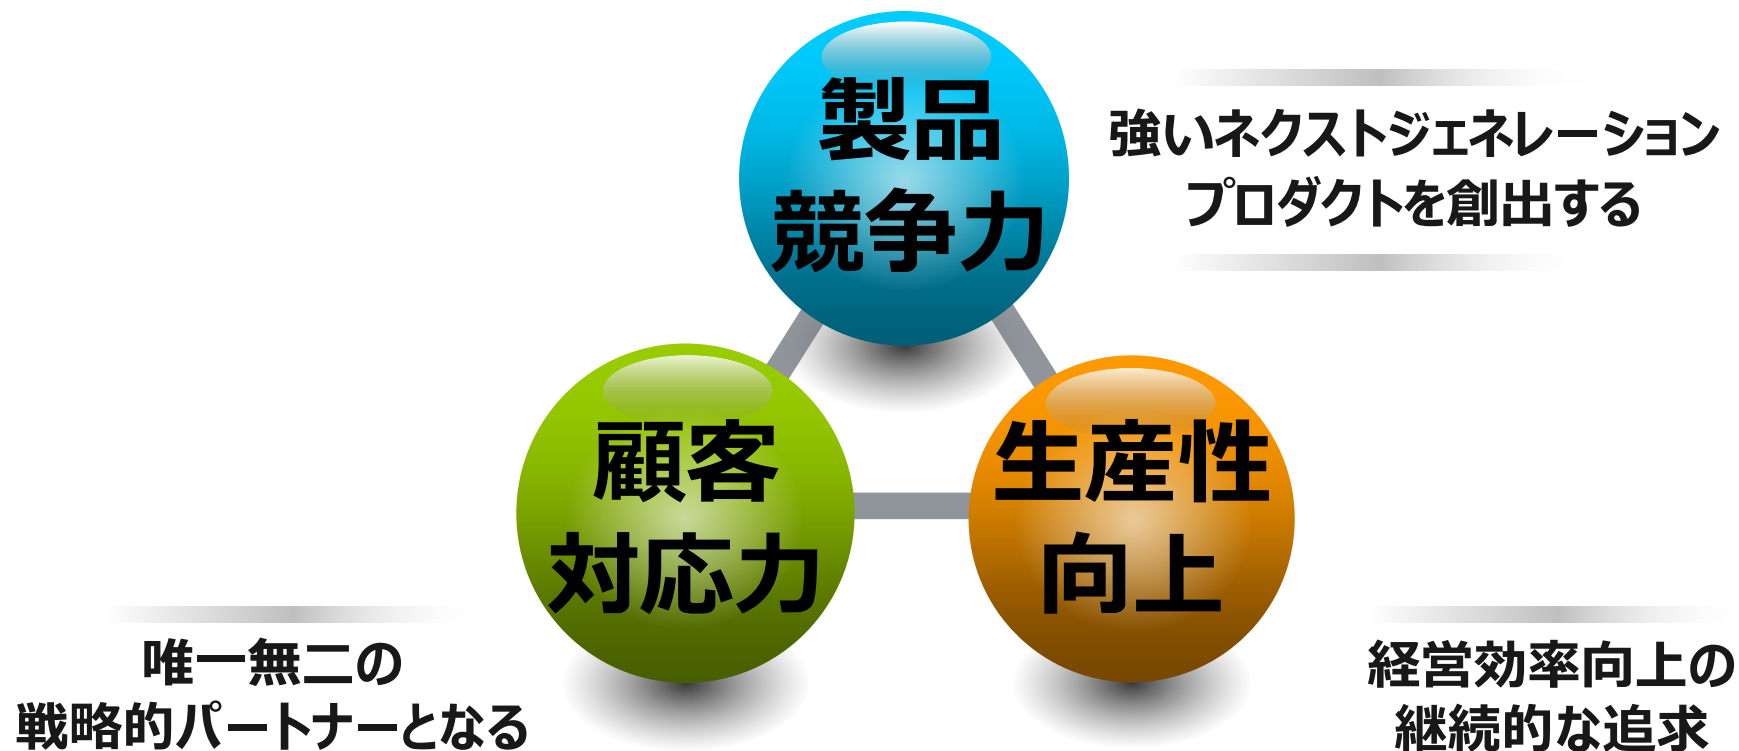 製品
競争力
強いネクストジェネレーション
プロダクトを創出する
顧客
対応力
唯一無二の
戦略的パートナーとなる
生産性
向上
経営効率向上の
継続的な追求